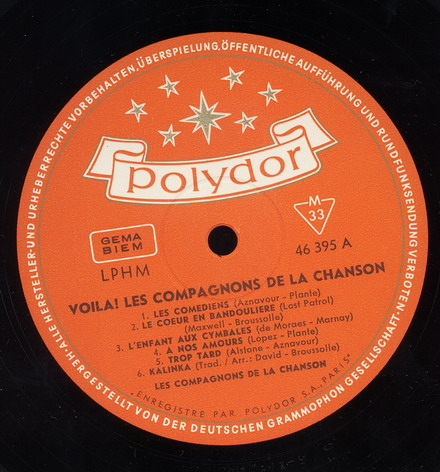 ·ALLE HERSTELLER- UND URHEBERRECHTE VORBEHALTEN, ÜBERSPIELUNG, ÖFFENTLICHE AUFFÜHRUNG UND RUNDFUNKSENDUNG VERBOTEN·
polydor
GEMA
BIEM
M
33
LPHM
46 395 A
VOILA! LES COMPAGNONS DE LA CHANSON
1. LES COMEDIENS (Aznavour - Plante)
2. LE COEUR EN BANDOULIERE (Lost Patrol)
(Maxwell - Broussolle)
3. L'ENFANT AUX CYMBALES (de Moraes - Marnay)
4. A NOS AMOURS (Lopez - Plante)
5. TROP TARD (Alstone - Aznavour)
6. KALINKA (Trad. / Arr.: David - Broussolle)
LES COMPAGNONS DE LA CHANSON
„ENREGISTRE PAR POLYDOR S.A., PARIS"
HERGESTELLT VON DER DEUTSCHEN GRAMMOPHON GESELLSCHAFT·